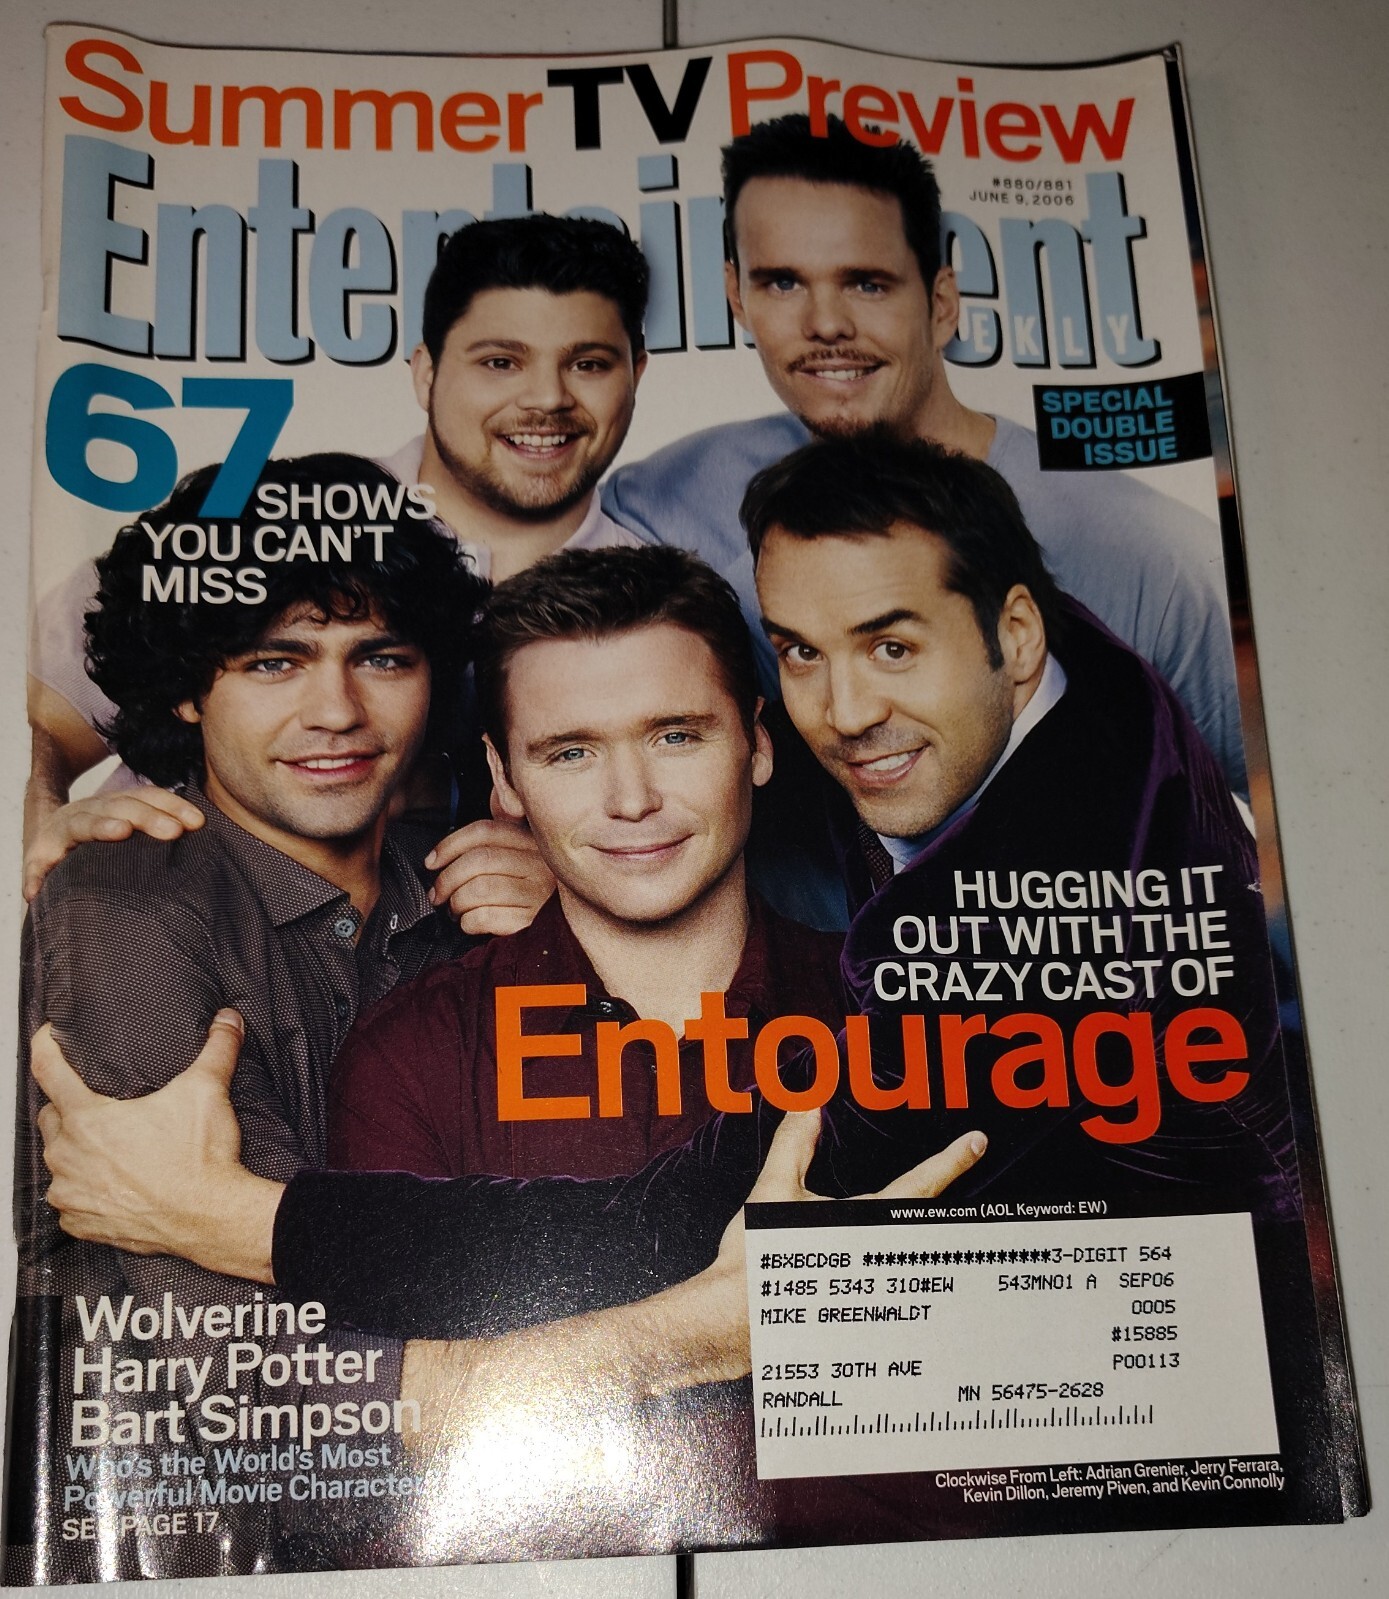 Summer TV Preview
Entertainment
#880/881
JUNE 9, 2006
EKLY
SPECIAL
DOUBLE
ISSUE
67 SHOWS
YOU CAN'T
MISS
HUGGING IT
OUT WITH THE
CRAZY CAST OF
Entourage
www.ew.com (AOL Keyword: EW)
#BXBCDGB *****************3-DIGIT 564
#1485 5343 310#EW 543MN01 A SEP06
MIKE GREENWALDT 0005
#15885
21553 30TH AVE P00113
RANDALL MN 56475-2628
Clockwise From Left: Adrian Grenier, Jerry Ferrara,
Kevin Dillon, Jeremy Piven, and Kevin Connolly
Wolverine
Harry Potter
Bart Simpson
Who's the World's Most
Powerful Movie Character
SEE PAGE 17